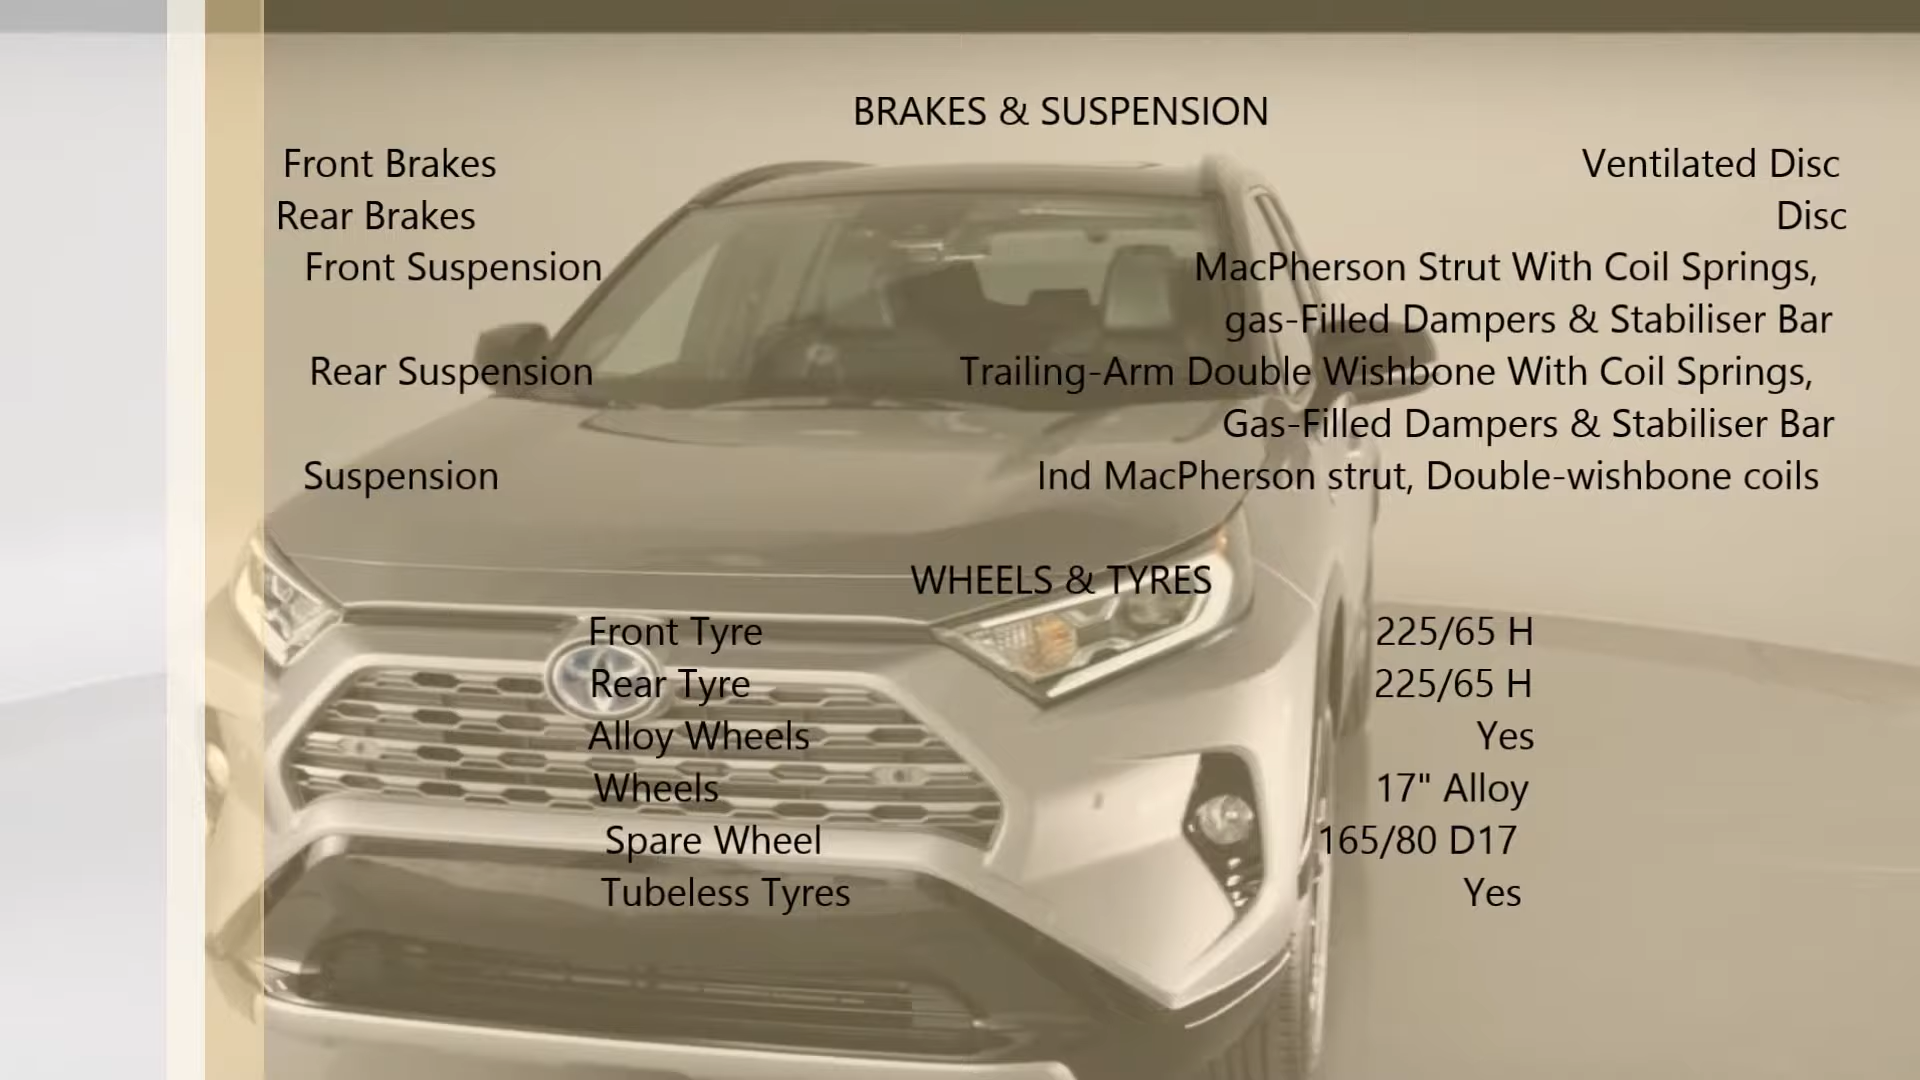 BRAKES & SUSPENSION
Front Brakes Ventilated Disc
Rear Brakes Disc
Front Suspension MacPherson Strut With Coil Springs,
gas-Filled Dampers & Stabiliser Bar
Rear Suspension Trailing-Arm Double Wishbone With Coil Springs,
Gas-Filled Dampers & Stabiliser Bar
Suspension Ind MacPherson strut, Double-wishbone coils
WHEELS & TYRES
Front Tyre 225/65 H
Rear Tyre 225/65 H
Alloy Wheels Yes
Wheels 17" Alloy
Spare Wheel 165/80 D17
Tubeless Tyres Yes